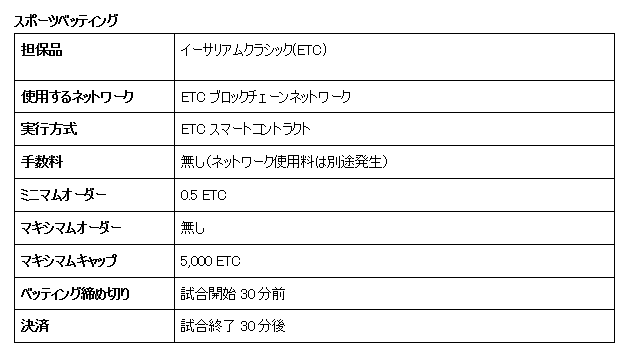 スポーツベッティング
担保品 イーサリアムクラシック(ETC)
使用するネットワーク ETC ブロックチェーンネットワーク
実行方式 ETC スマートコントラクト
手数料 無し(ネットワーク使用料は別途発生)
ミニマムオーダー 0.5 ETC
マキシマムオーダー 無し
マキシマムキャップ 5,000 ETC
ベッティング締め切り 試合開始 30 分前
決済 試合終了 30 分後